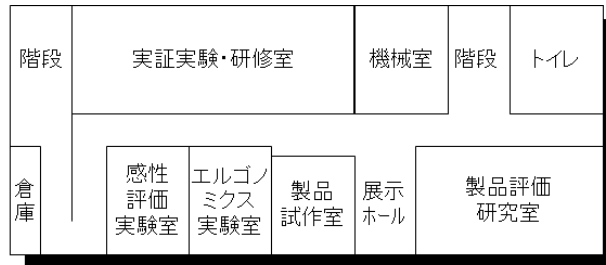 階段
実証実験・研修室
機械室
階段
トイレ
倉
庫
感性
評価
実験室
エルゴノ
ミクス
実験室
製品
試作室
展示
ホール
製品評価
研究室